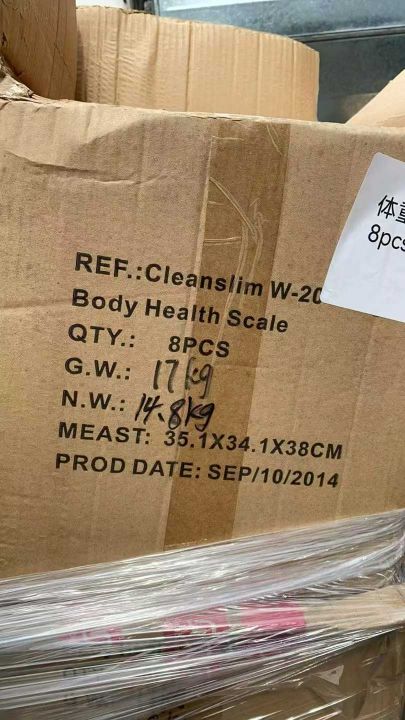 REF.:Cleanslim W-20
Body Health Scale
QTY.: 8PCS
G.W.: 17kg
N.W.: 14.8kg
MEAST: 35.1X34.1X38CM
PROD DATE: SEP/10/2014
体重
8pcs